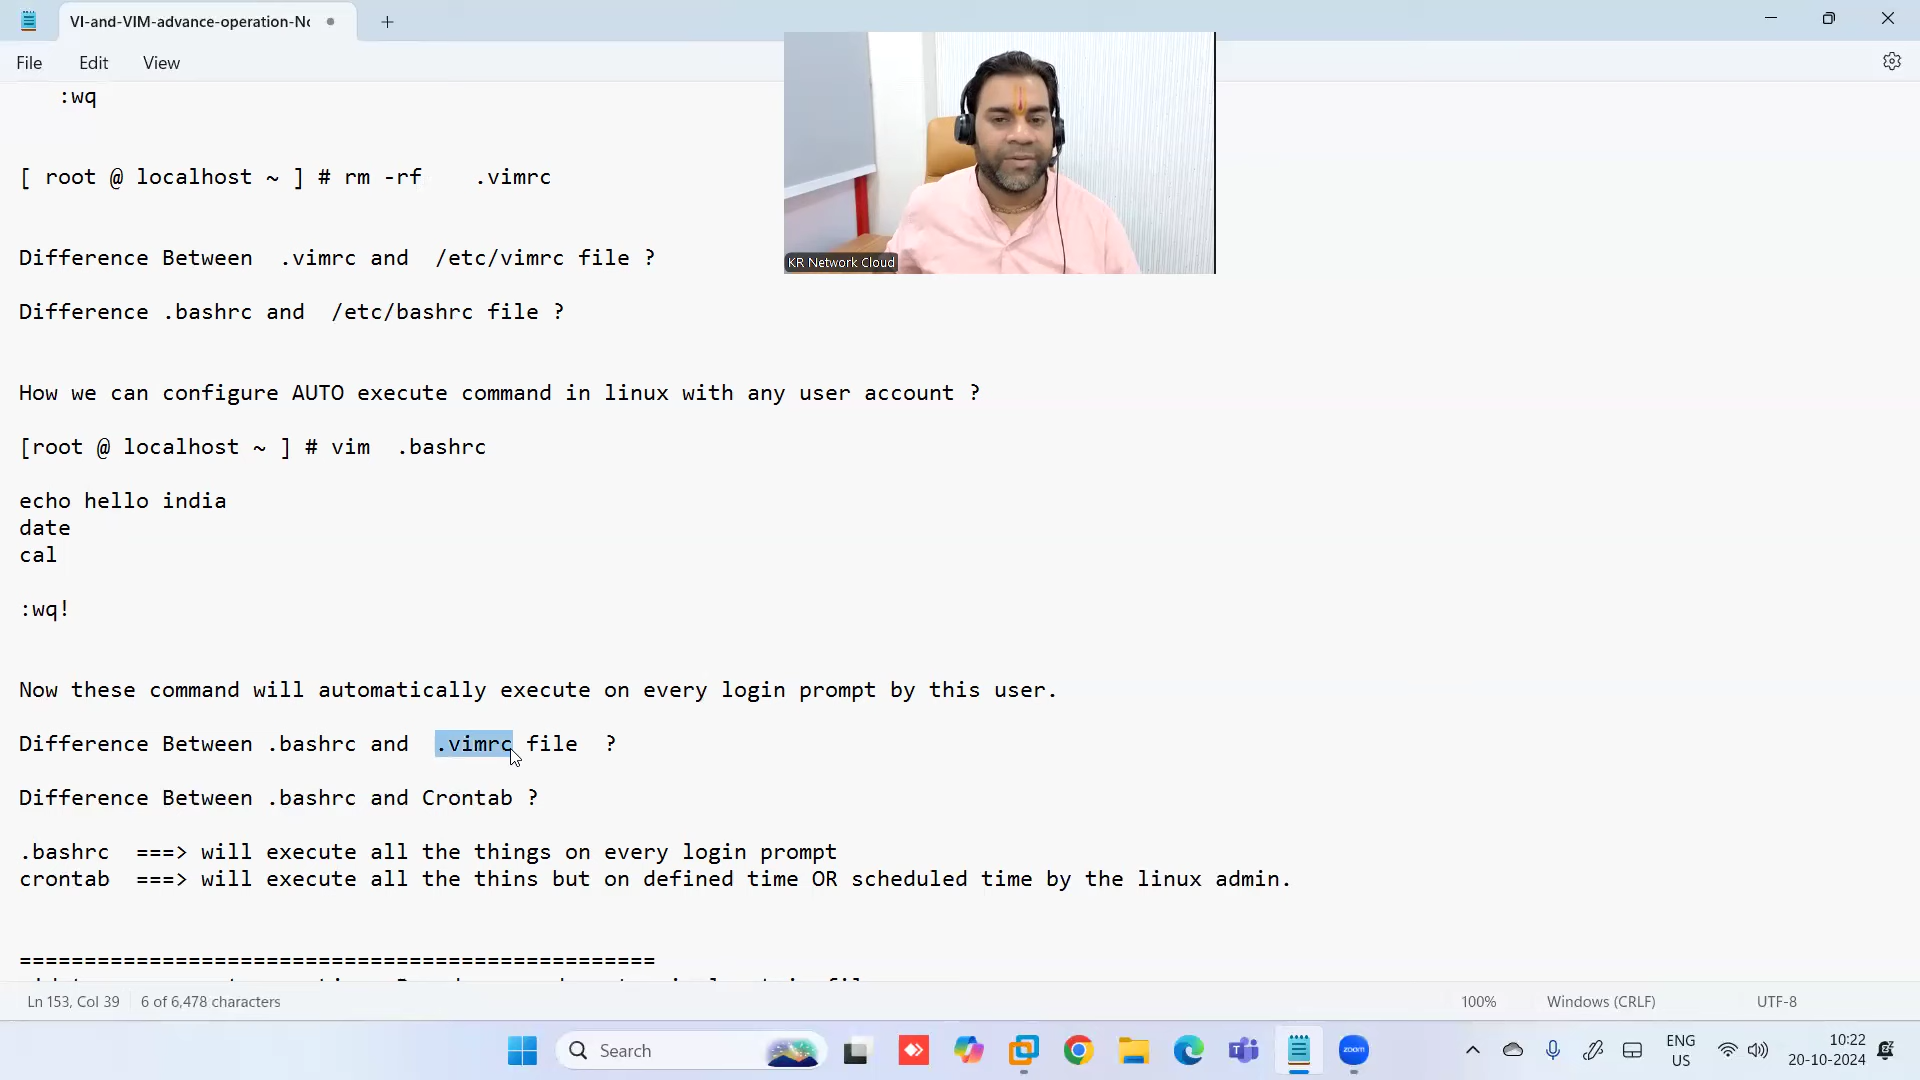 VI-and-VIM-advance-operation-No
File Edit View
:wq
[ root @ localhost ~ ] # rm -rf    .vimrc
Difference Between  .vimrc and  /etc/vimrc file ?
Difference .bashrc and  /etc/bashrc file ?
How we can configure AUTO execute command in linux with any user account ?
[root @ localhost ~ ] # vim  .bashrc
echo hello india
date
cal
:wq!
Now these command will automatically execute on every login prompt by this user.
Difference Between .bashrc and  .vimrc file  ?
Difference Between .bashrc and Crontab ?
.bashrc  ===> will execute all the things on every login prompt
crontab  ===> will execute all the thins but on defined time OR scheduled time by the linux admin.
==================================================
KR Network Cloud
Ln 153, Col 39 6 of 6,478 characters 100% Windows (CRLF) UTF-8
Search
zoom
ENG
US
10:22
20-10-2024